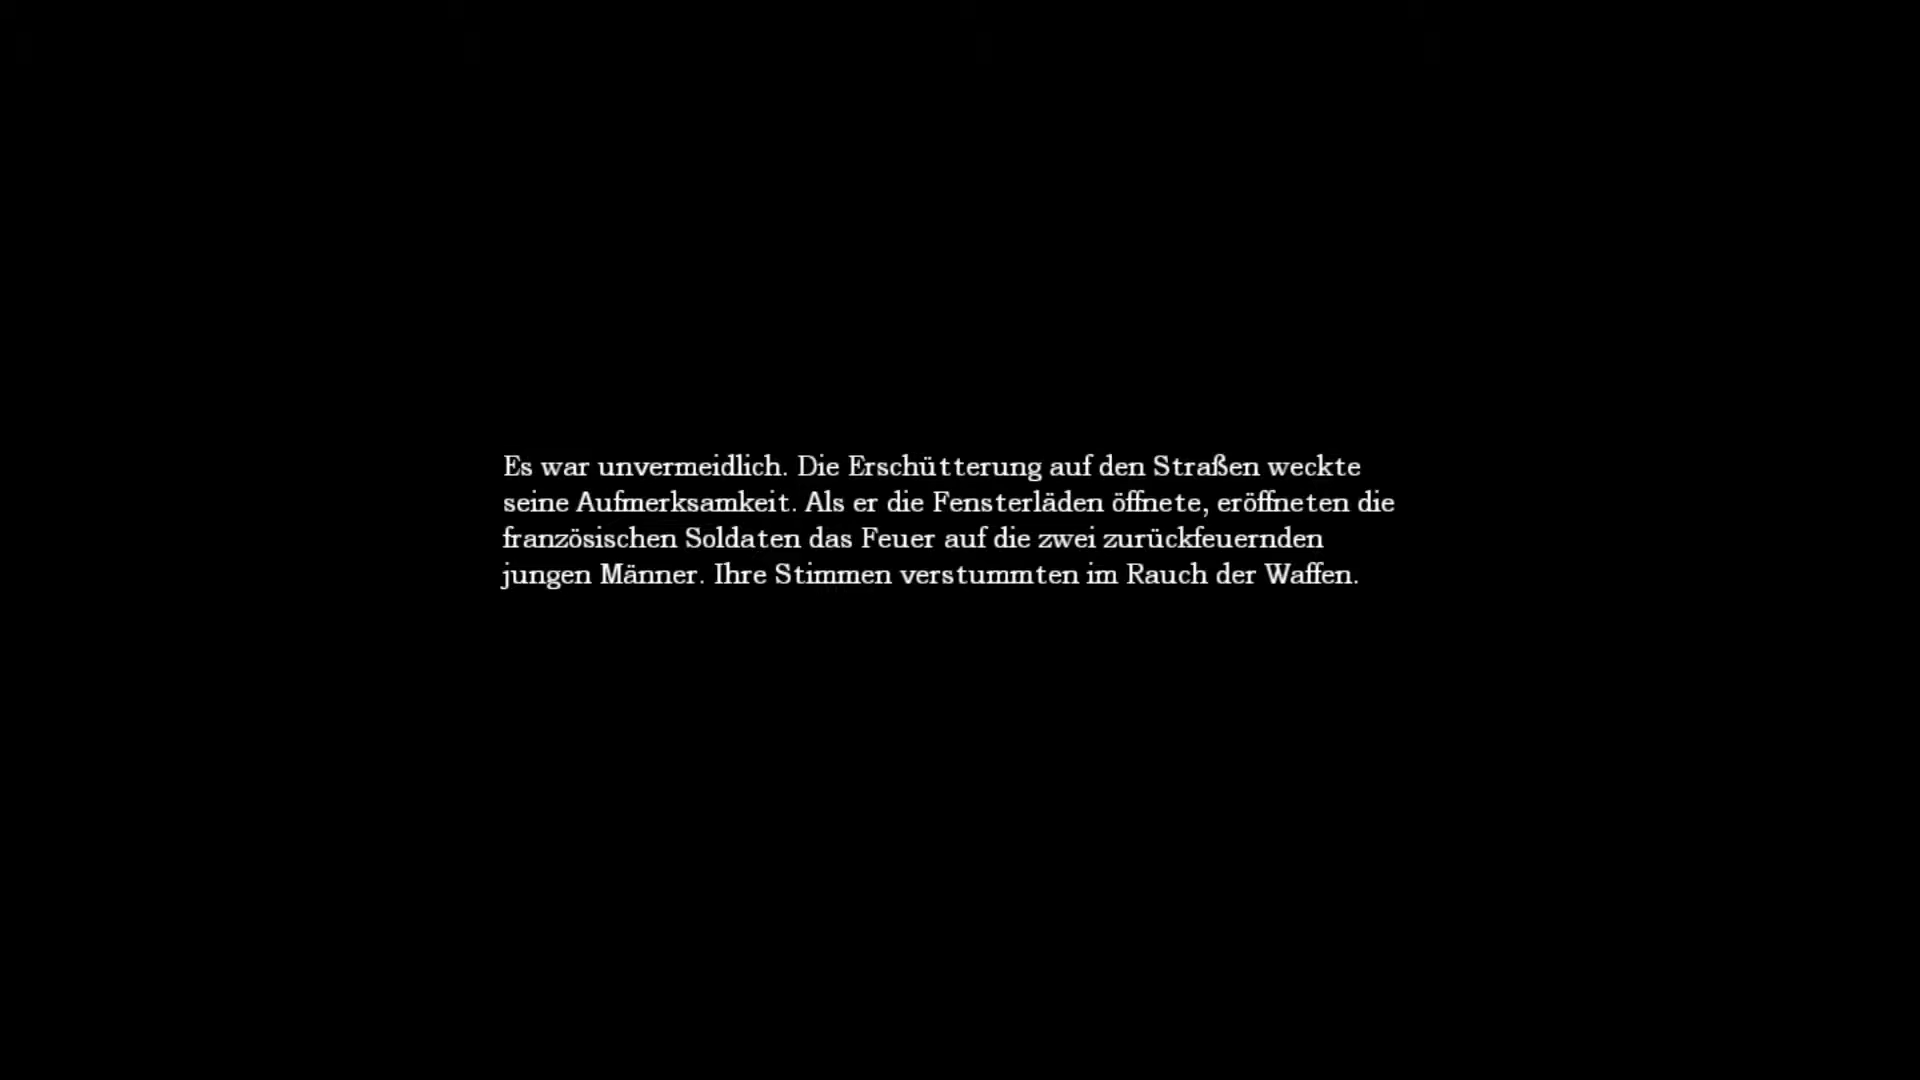 Es war unvermeidlich. Die Erschütterung auf den Straßen weckte
seine Aufmerksamkeit. Als er die Fensterläden öffnete, eröffneten die
französischen Soldaten das Feuer auf die zwei zurückfeuernden
jungen Männer. Ihre Stimmen verstummten im Rauch der Waffen.